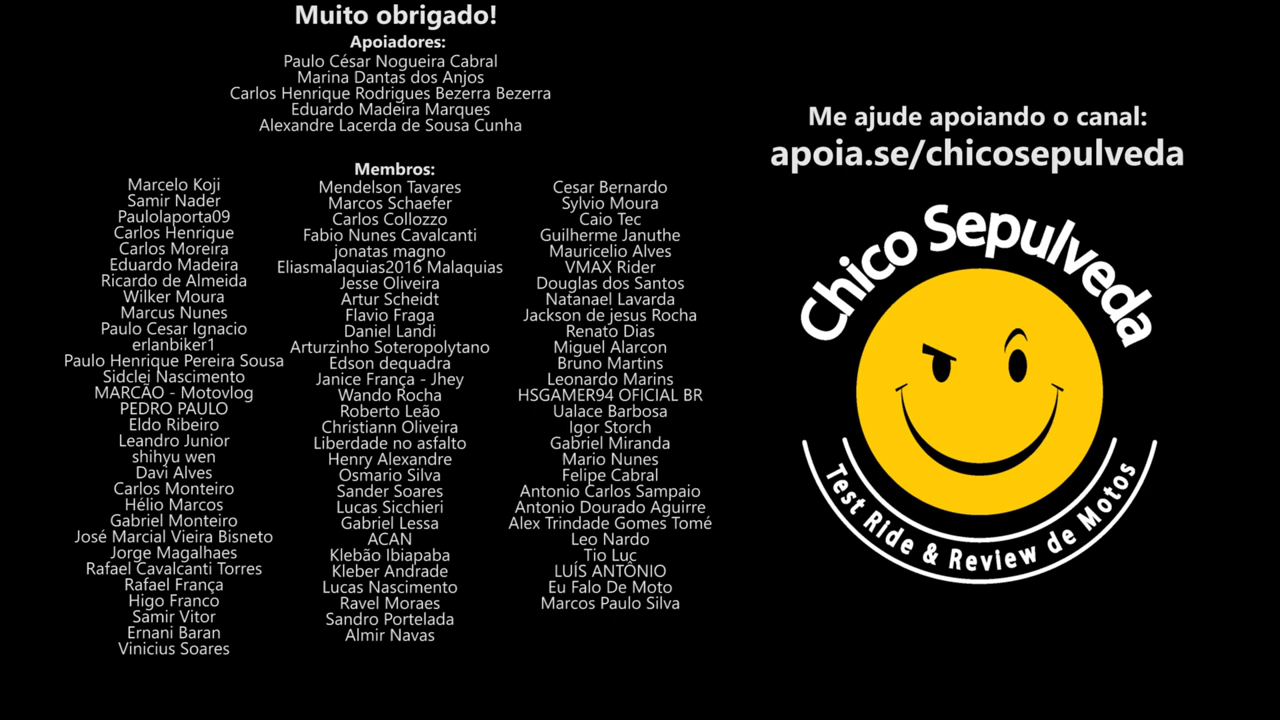 Muito obrigado!
Apoiadores:
Paulo César Nogueira Cabral
Marina Dantas dos Anjos
Carlos Henrique Rodrigues Bezerra Bezerra
Eduardo Madeira Marques
Alexandre Lacerda de Sousa Cunha
Membros:
Marcelo Koji
Samir Nader
Paulolaporta09
Carlos Henrique
Carlos Moreira
Eduardo Madeira
Ricardo de Almeida
Wilker Moura
Marcus Nunes
Paulo Cesar Ignacio
erlanbiker1
Paulo Henrique Pereira Sousa
Sidclei Nascimento
MARCÃO - Motovlog
PEDRO PAULO
Eldo Ribeiro
Leandro Junior
shihyu wen
Davi Alves
Carlos Monteiro
Hélio Marcos
Gabriel Monteiro
José Marcial Vieira Bisneto
Jorge Magalhaes
Rafael Cavalcanti Torres
Rafael França
Higo Franco
Samir Vitor
Ernani Baran
Vinicius Soares
Mendelson Tavares
Marcos Schaefer
Carlos Collozzo
Fabio Nunes Cavalcanti
jonatas magno
Eliasmalaquias2016 Malaquias
Jesse Oliveira
Artur Scheidt
Flavio Fraga
Daniel Landi
Arturzinho Soteropolytano
Edson dequadra
Janice França - Jhey
Wando Rocha
Roberto Leão
Christiann Oliveira
Liberdade no asfalto
Henry Alexandre
Osmario Silva
Sander Soares
Lucas Sicchieri
Gabriel Lessa
ACAN
Klebão Ibiapaba
Kleber Andrade
Lucas Nascimento
Ravel Moraes
Sandro Portelada
Almir Navas
Cesar Bernardo
Sylvio Moura
Caio Tec
Guilherme Januthe
Mauricelio Alves
VMAX Rider
Douglas dos Santos
Natanael Lavarda
Jackson de jesus Rocha
Renato Dias
Miguel Alarcon
Bruno Martins
Leonardo Marins
HSGAMER94 OFICIAL BR
Ualace Barbosa
Igor Storch
Gabriel Miranda
Mario Nunes
Felipe Cabral
Antonio Carlos Sampaio
Antonio Dourado Aguirre
Alex Trindade Gomes Tomé
Leo Nardo
Tio Luc
LUÍS ANTÔNIO
Eu Falo De Moto
Marcos Paulo Silva
Me ajude apoiando o canal:
apoia.se/chicosepulveda
Chico Sepulveda
Test Ride & Review de Motos